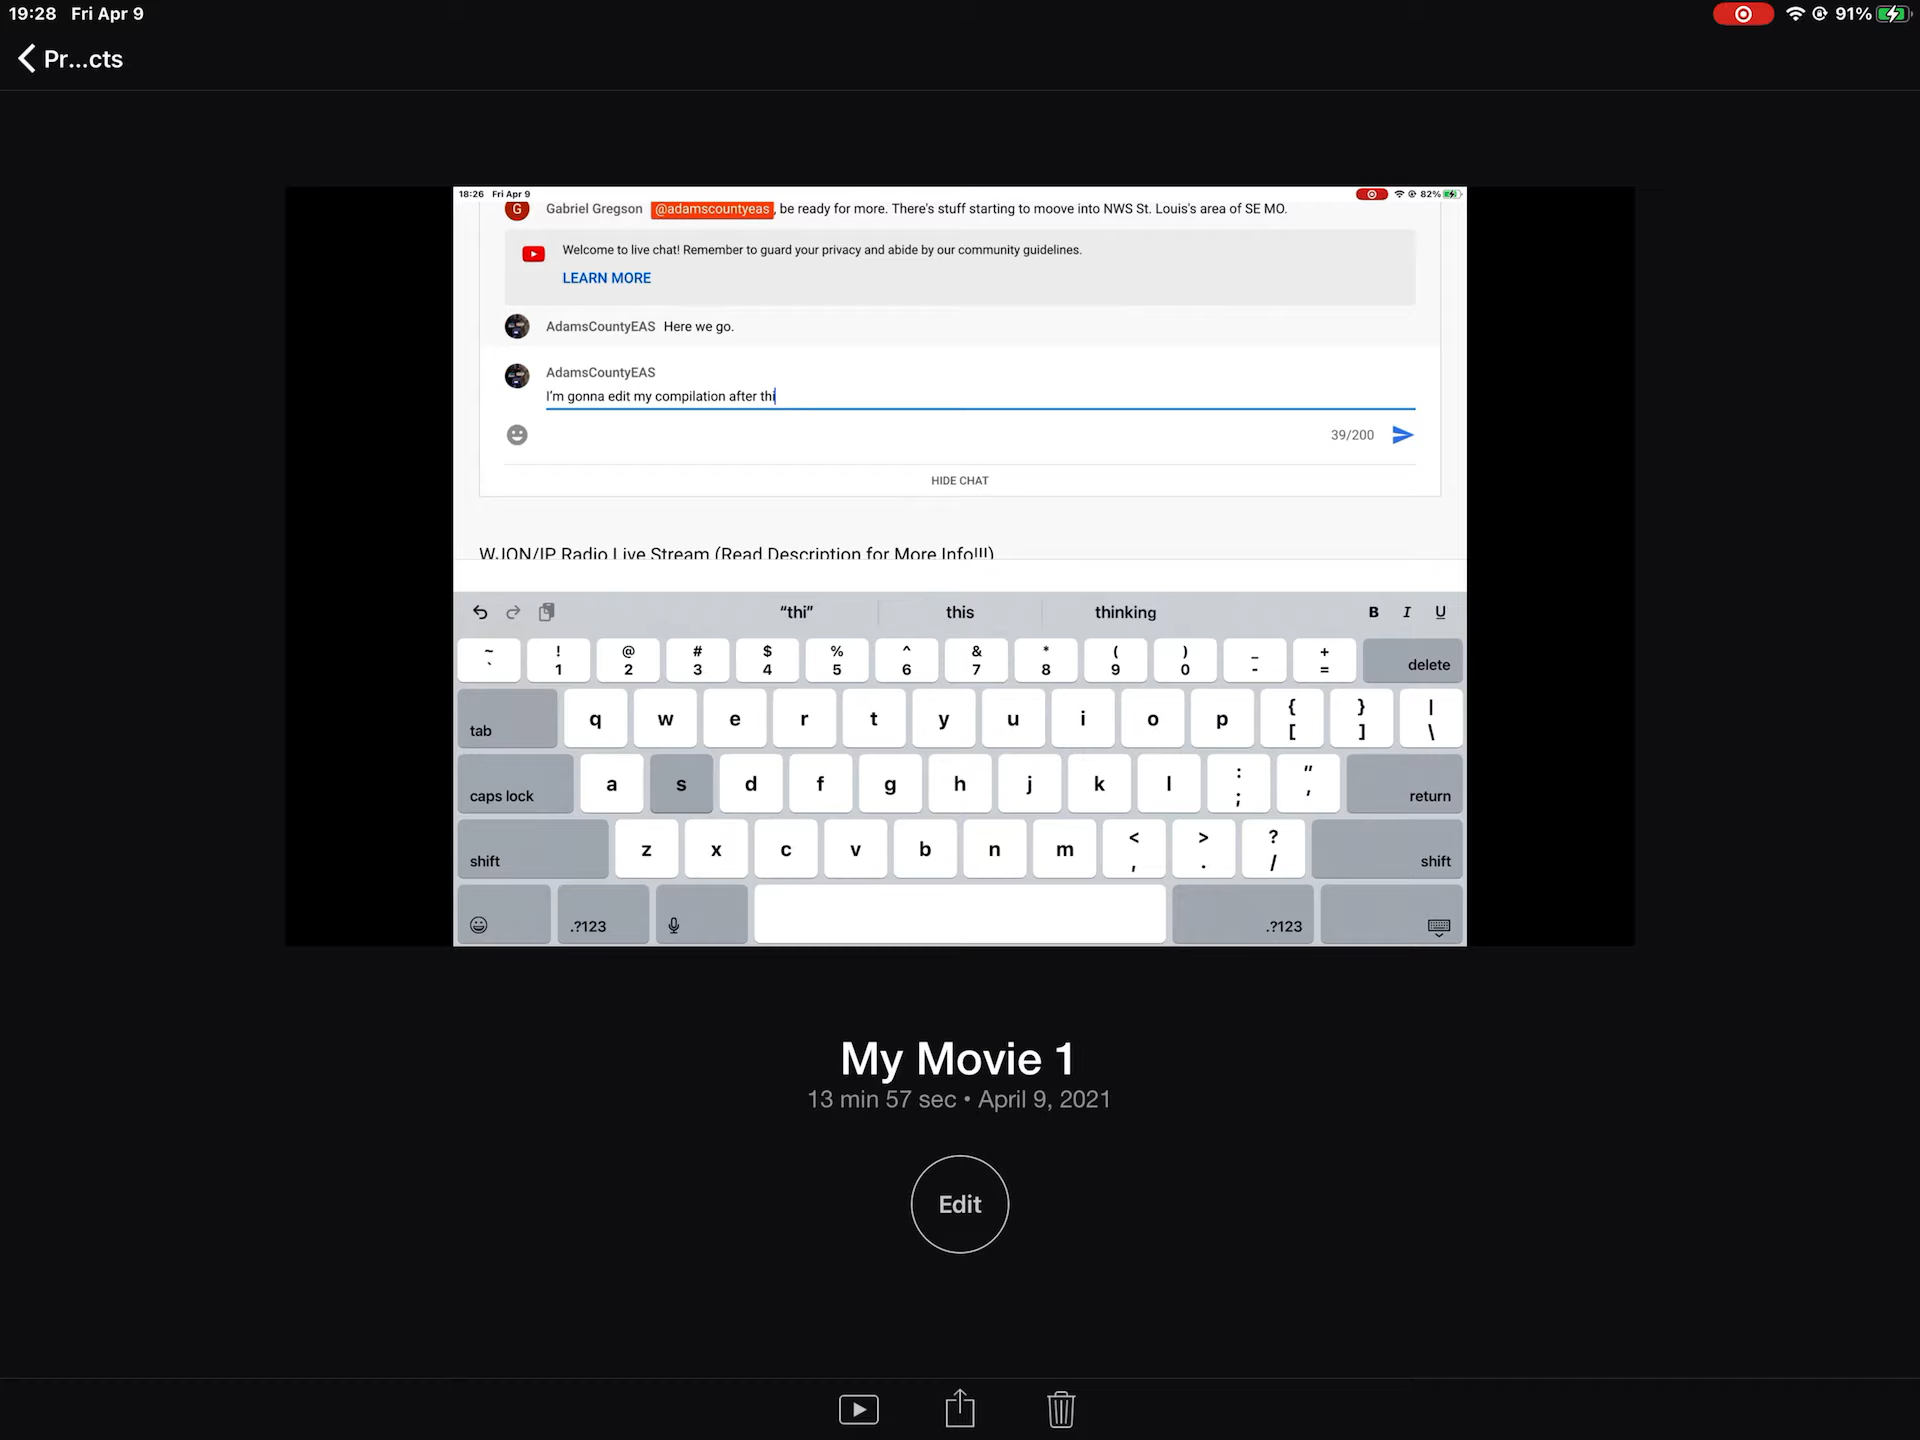 19:28 Fri Apr 9
91%
Pr...cts
18:26 Fri Apr 9
82%
G Gabriel Gregson @adamscountyeas, be ready for more. There's stuff starting to moove into NWS St. Louis's area of SE MO.
Welcome to live chat! Remember to guard your privacy and abide by our community guidelines.
LEARN MORE
AdamsCountyEAS Here we go.
AdamsCountyEAS
I'm gonna edit my compilation after thi
39/200
HIDE CHAT
WJON/IP Radio Live Stream (Read Description for More Info!!!)
“thi” this thinking B I U
~ ! @ # $ % ^ & * ( ) _ +
` 1 2 3 4 5 6 7 8 9 0 - = delete
tab q w e r t y u i o p { [ } ] | \
caps lock a s d f g h j k l : ; " ' return
shift z x c v b n m < , > . ? / shift
.?123 .?123
My Movie 1
13 min 57 sec • April 9, 2021
Edit